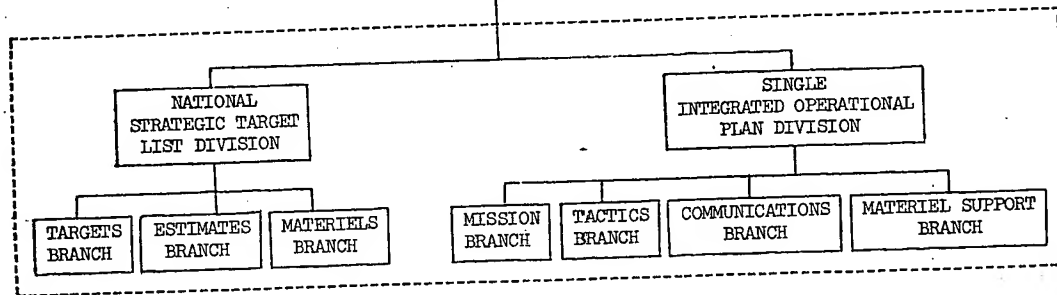 NATIONAL
STRATEGIC TARGET
LIST DIVISION
SINGLE
INTEGRATED OPERATIONAL
PLAN DIVISION
TARGETS
BRANCH
ESTIMATES
BRANCH
MATERIELS
BRANCH
MISSION
BRANCH
TACTICS
BRANCH
COMMUNICATIONS
BRANCH
MATERIEL SUPPORT
BRANCH